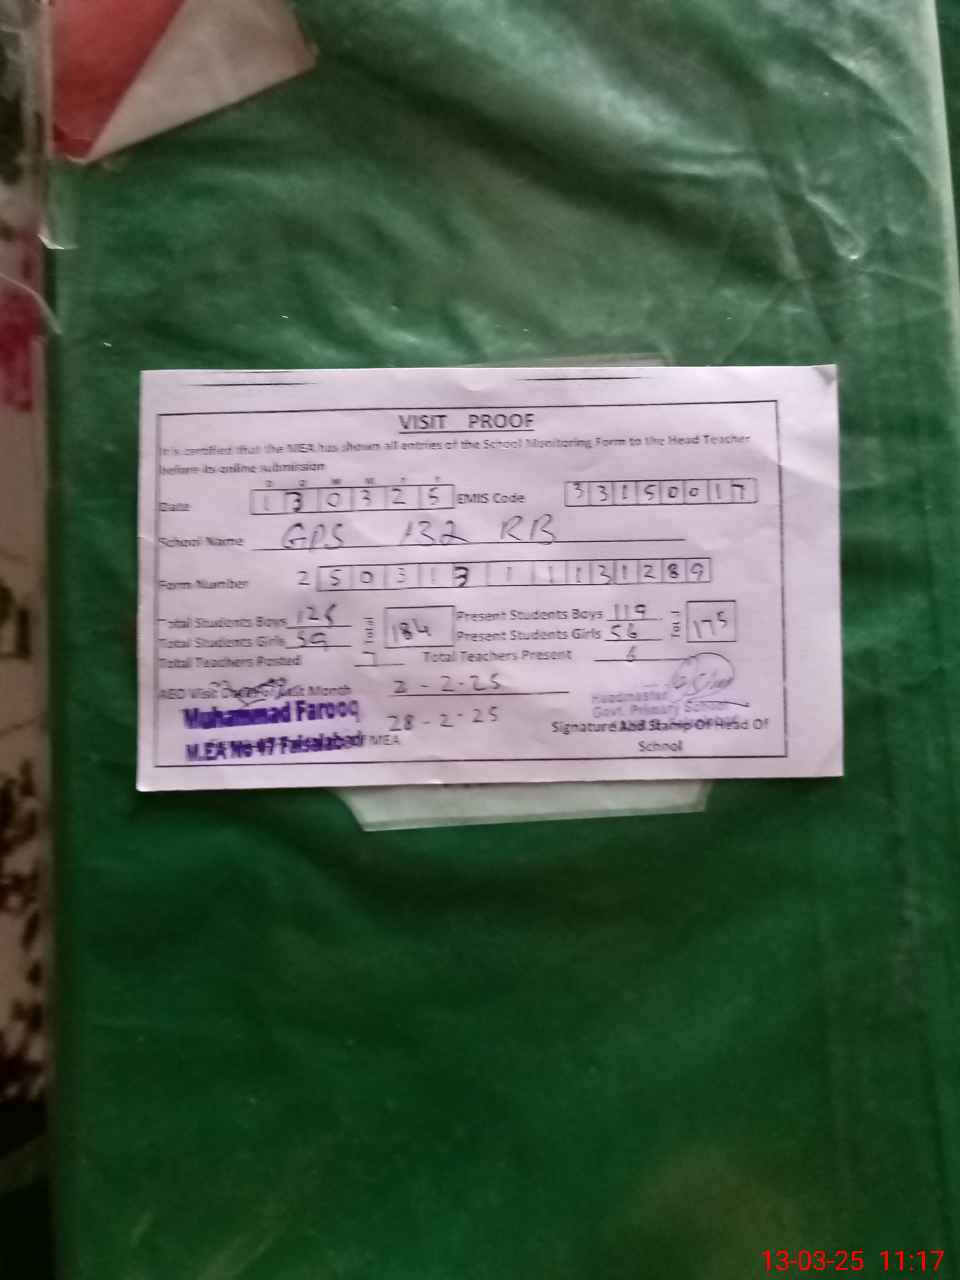 VISIT PROOF
It is certified that the MEA has shown all entries of the School Monitoring Form to the Head Teacher
before its online submission
D D M M Y Y
Date 1 3 0 3 2 5 EMIS Code 3 3 1 5 0 0 1 7
School Name GPS 132 RB
Form Number 2 5 0 3 1 3 1 1 1 3 1 2 8 9
Total Students Boys 125 184 Present Students Boys 119 175
Total Students Girls 59 Present Students Girls 56
Total Teachers Posted 7 Total Teachers Present 6
AEO Visit Last Month 2-2-25
28-2-25
Muhammad Farooq
M.EA No 47 Faisalabad MEA
Headmaster
Govt. Primary School
Signature And Stamp Of Head Of
School
13-03-25 11:17